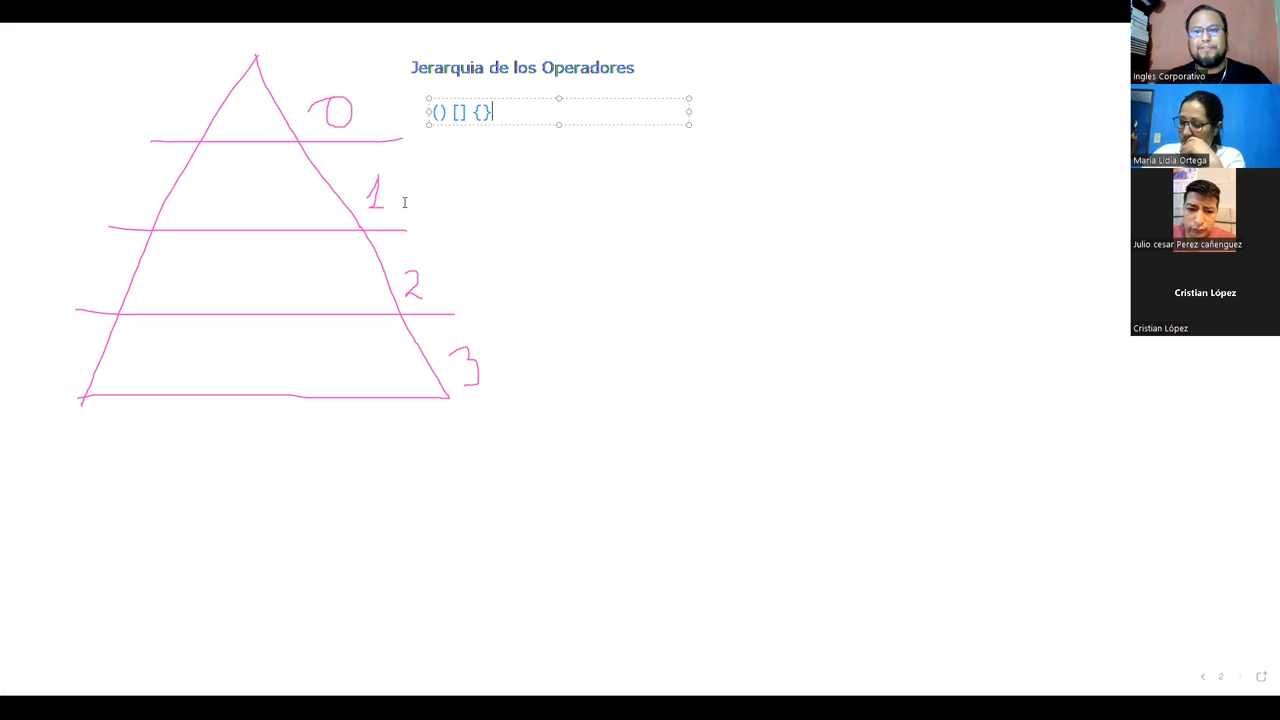 Jerarquia de los Operadores
() [] {}
0
1
2
3
Ingles Corporativo
Maria Lidia Ortega
Julio cesar Perez cañenguez
Cristian López
Cristian López
2